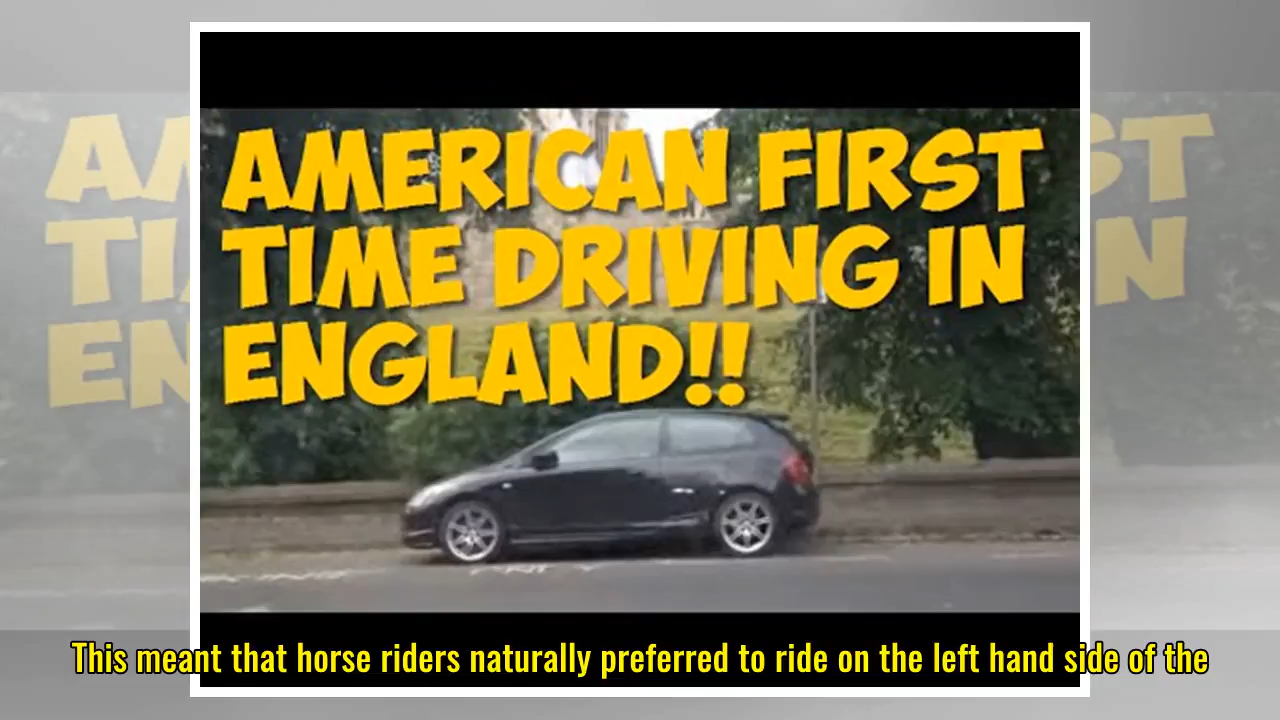 AMERICAN FIRST
TIME DRIVING IN
ENGLAND!!
This meant that horse riders naturally preferred to ride on the left hand side of the